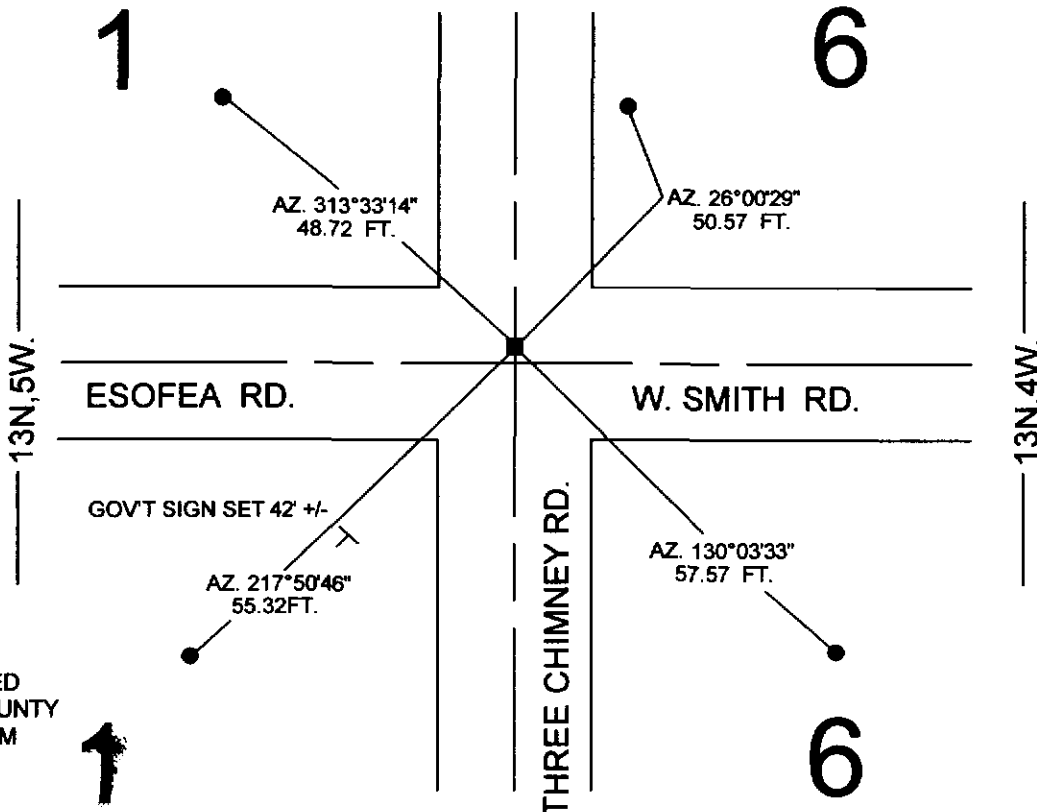 1
6
AZ. 313°33'14"
48.72 FT.
AZ. 26°00'29"
50.57 FT.
13N,5W.
13N,4W.
ESOFEA RD.
W. SMITH RD.
GOV'T SIGN SET 42' +/-
THREE CHIMNEY RD.
AZ. 217°50'46"
55.32FT.
AZ. 130°03'33"
57.57 FT.
ED
UNTY
M
1
6